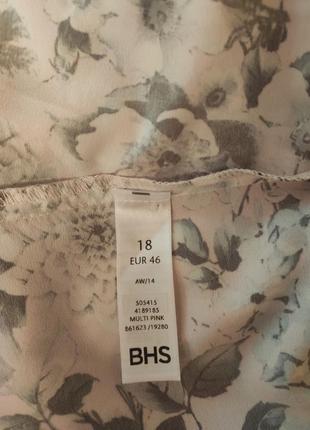 18
EUR 46
AW/14
505415
4189185
MULTI PINK
861623 /19280
BHS